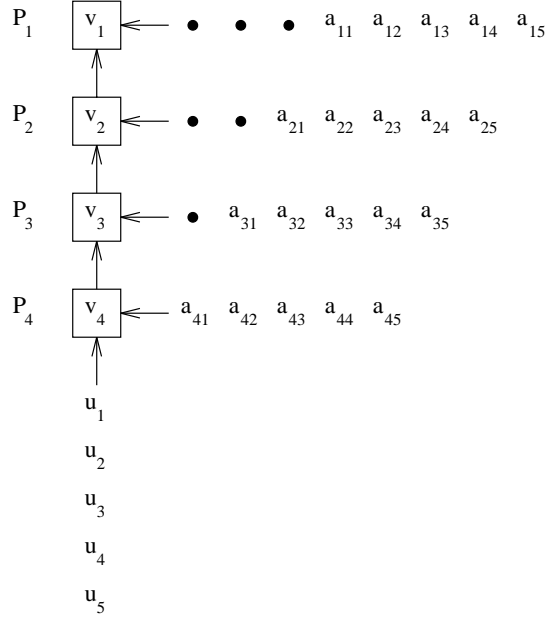 P₁ v₁ • • • a₁₁ a₁₂ a₁₃ a₁₄ a₁₅
P₂ v₂ • • a₂₁ a₂₂ a₂₃ a₂₄ a₂₅
P₃ v₃ • a₃₁ a₃₂ a₃₃ a₃₄ a₃₅
P₄ v₄ a₄₁ a₄₂ a₄₃ a₄₄ a₄₅
u₁
u₂
u₃
u₄
u₅